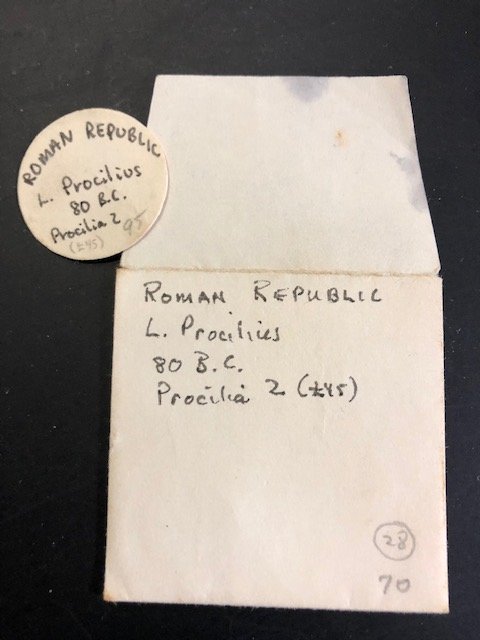 ROMAN REPUBLIC
L. Procilius
80 B.C.
Procilia 2
(£45)
95
ROMAN REPUBLIC
L. Procilius
80 B.C.
Procilia 2 (£45)
28
70